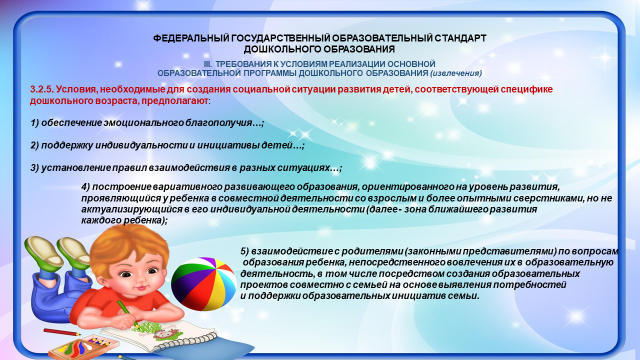 ФЕДЕРАЛЬНЫЙ ГОСУДАРСТВЕННЫЙ ОБРАЗОВАТЕЛЬНЫЙ СТАНДАРТ
ДОШКОЛЬНОГО ОБРАЗОВАНИЯ
III. ТРЕБОВАНИЯ К УСЛОВИЯМ РЕАЛИЗАЦИИ ОСНОВНОЙ
ОБРАЗОВАТЕЛЬНОЙ ПРОГРАММЫ ДОШКОЛЬНОГО ОБРАЗОВАНИЯ (извлечения)
3.2.5. Условия, необходимые для создания социальной ситуации развития детей, соответствующей специфике
дошкольного возраста, предполагают:
1) обеспечение эмоционального благополучия…;
2) поддержку индивидуальности и инициативы детей…;
3) установление правил взаимодействия в разных ситуациях…;
4) построение вариативного развивающего образования, ориентированного на уровень развития,
проявляющийся у ребенка в совместной деятельности со взрослым и более опытными сверстниками, но не
актуализирующийся в его индивидуальной деятельности (далее - зона ближайшего развития
каждого ребенка);
5) взаимодействие с родителями (законными представителями) по вопросам
образования ребенка, непосредственного вовлечения их в образовательную
деятельность, в том числе посредством создания образовательных
проектов совместно с семьей на основе выявления потребностей
и поддержки образовательных инициатив семьи.